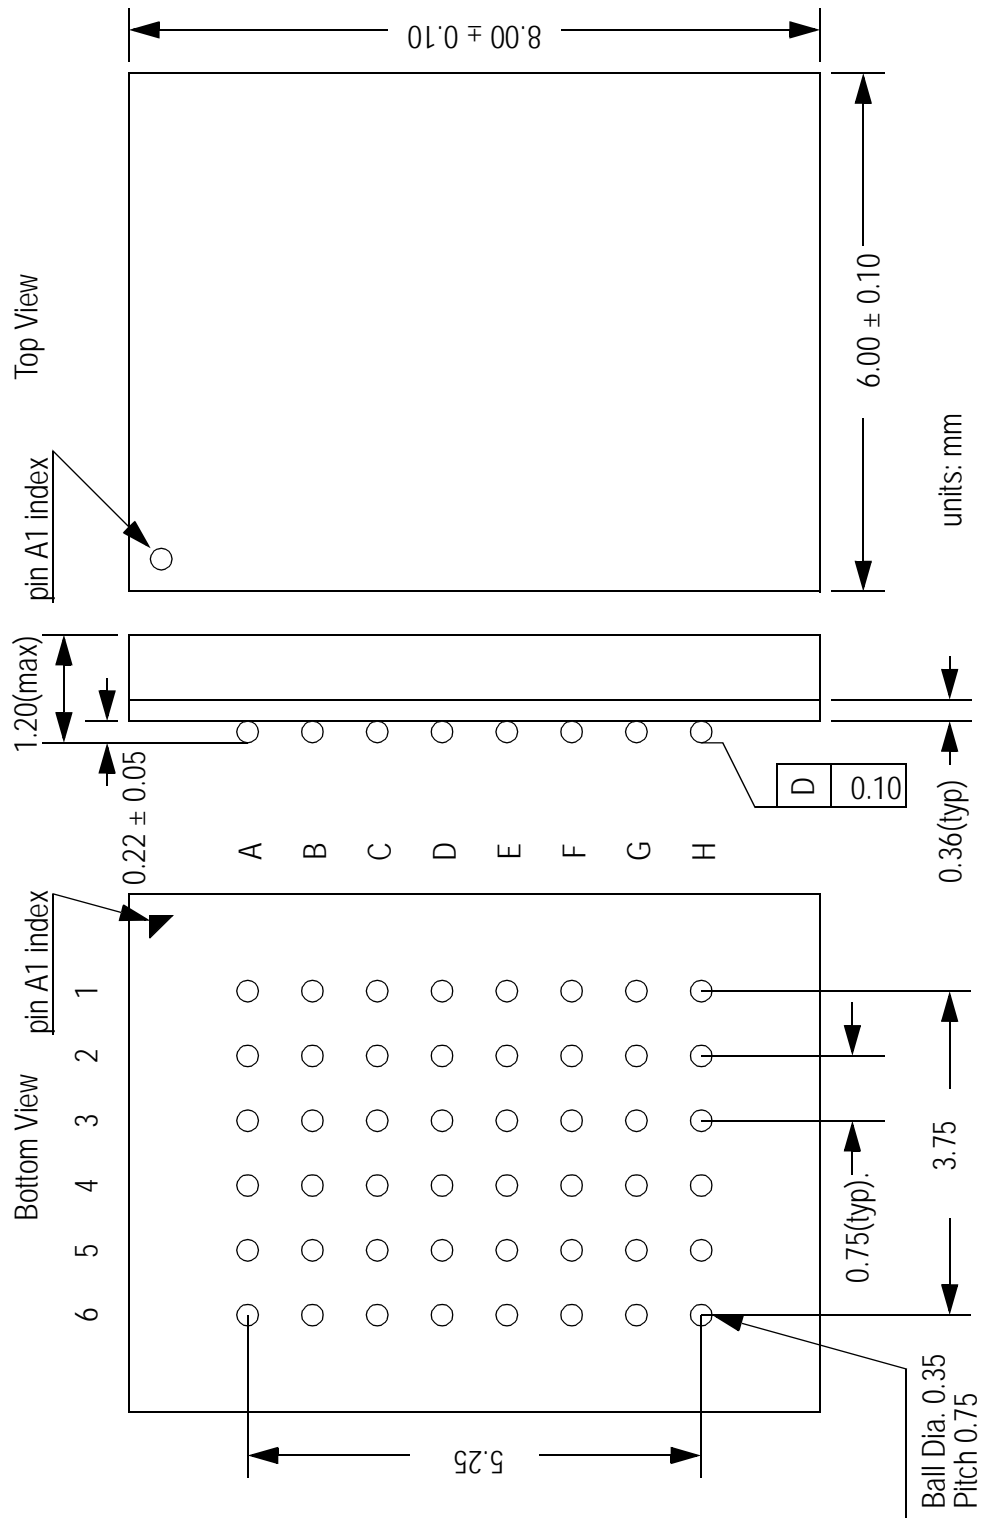 Bottom View
Top View
pin A1 index
pin A1 index
1.20(max)
0.22 ± 0.05
8.00 ± 0.10
6.00 ± 0.10
units: mm
6
5
4
3
2
1
A
B
C
D
E
F
G
H
D 0.10
0.36(typ)
0.75(typ).
3.75
5.25
Ball Dia. 0.35
Pitch 0.75